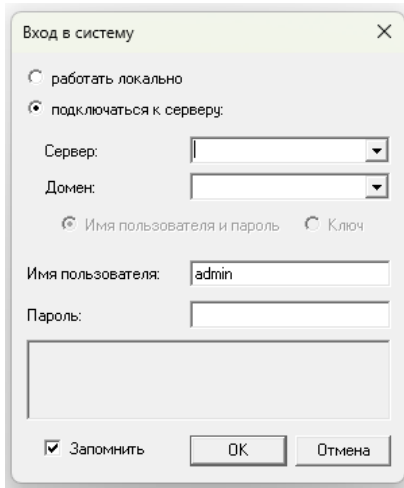 Вход в систему
работать локально
подключаться к серверу:
Сервер:
Домен:
Имя пользователя и пароль Ключ
Имя пользователя: admin
Пароль:
Запомнить OK Отмена